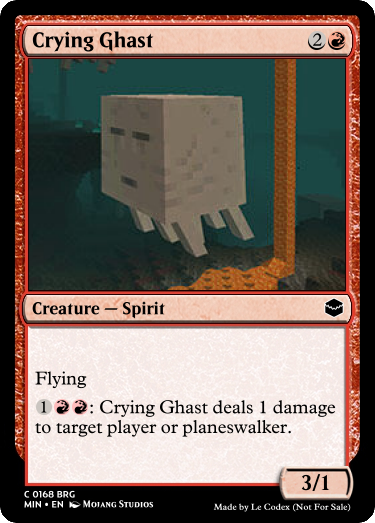 Crying Ghast 2
Creature — Spirit
Flying
1: Crying Ghast deals 1 damage
to target player or planeswalker.
3/1
C 0168 BRG
MIN • EN Mojang Studios
Made by Le Codex (Not For Sale)